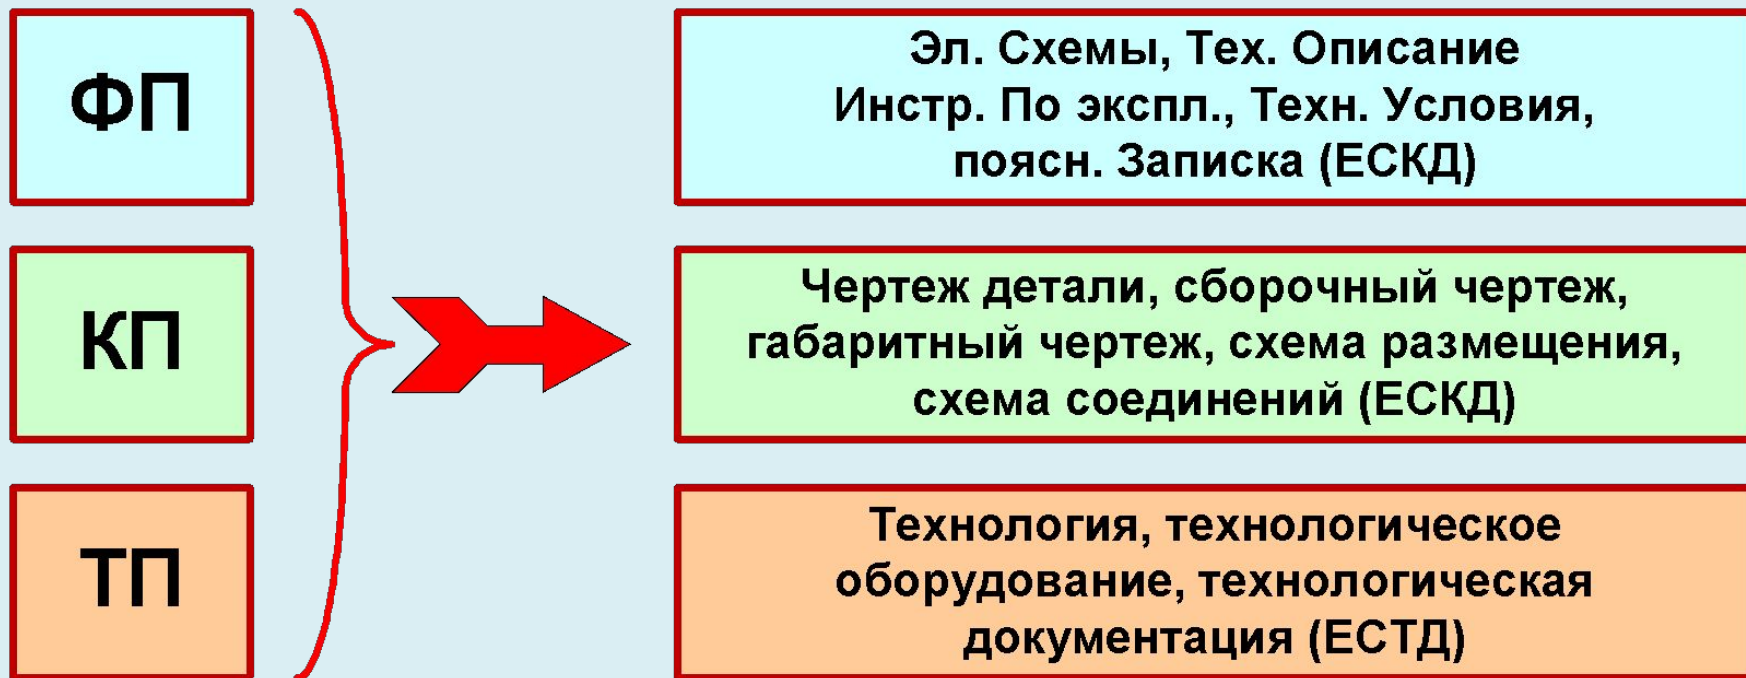 ФП
Эл. Схемы, Тех. Описание
Инстр. По экспл., Техн. Условия,
поясн. Записка (ЕСКД)
КП
Чертеж детали, сборочный чертеж,
габаритный чертеж, схема размещения,
схема соединений (ЕСКД)
ТП
Технология, технологическое
оборудование, технологическая
документация (ЕСТД)